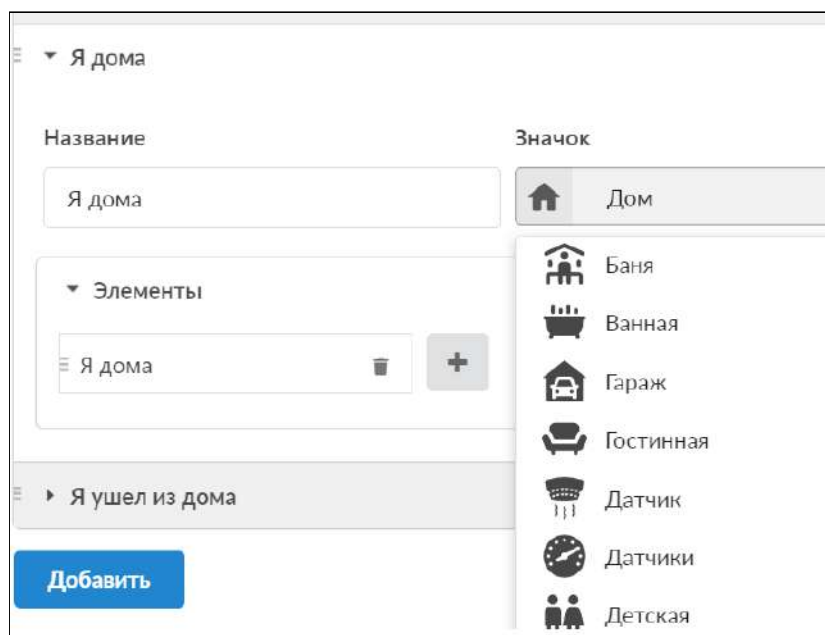 Я дома
Название
Значок
Я дома
Дом
Баня
Элементы
Ванная
Я дома
Гараж
Гостинная
Я ушел из дома
Датчик
Датчики
Добавить
Детская